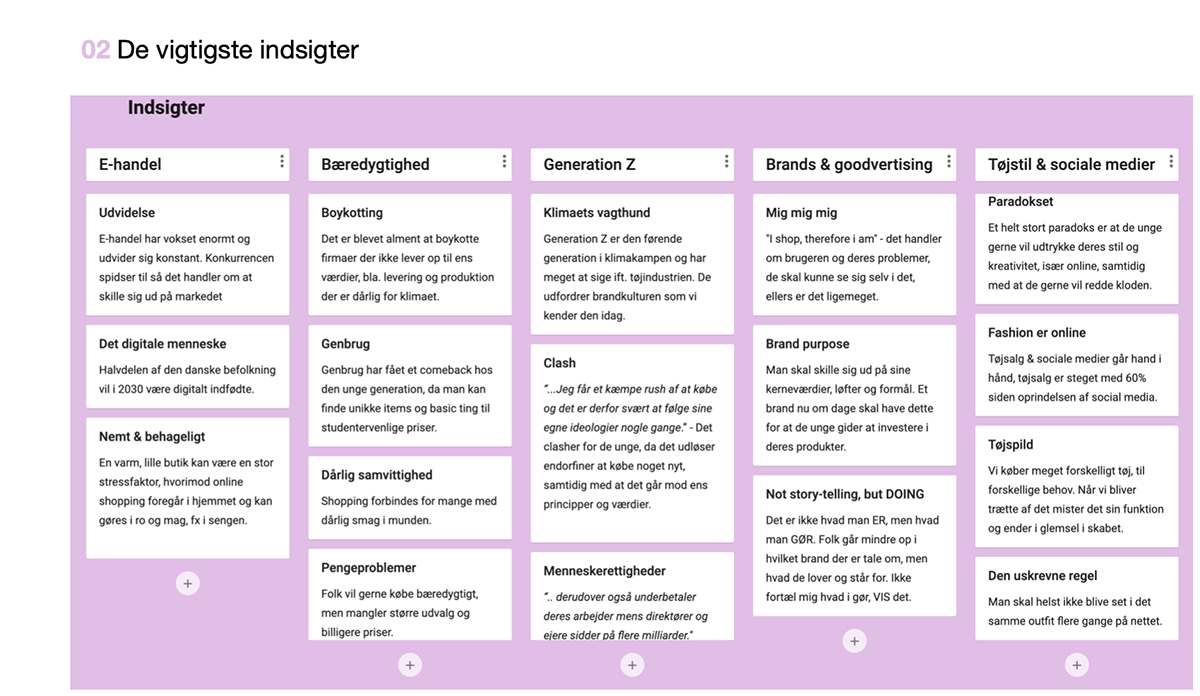 02 De vigtigste indsigter
Indsigter
E-handel
Udvidelse
E-handel har vokset enormt og
udvider sig konstant. Konkurrencen
spidser til så det handler om at
skille sig ud på markedet
Det digitale menneske
Halvdelen af den danske befolkning
vil i 2030 være digitalt indfødte.
Nemt & behageligt
En varm, lille butik kan være en stor
stressfaktor, hvorimod online
shopping foregår i hjemmet og kan
gøres i ro og mag, fx i sengen.
+
Bæredygtighed
Boykotting
Det er blevet alment at boykotte
firmaer der ikke lever op til ens
værdier, bla. levering og produktion
der er dårlig for klimaet.
Genbrug
Genbrug har fået et comeback hos
den unge generation, da man kan
finde unikke items og basic ting til
studentervenlige priser.
Dårlig samvittighed
Shopping forbindes for mange med
dårlig smag i munden.
Pengeproblemer
Folk vil gerne købe bæredygtigt,
men mangler større udvalg og
billigere priser.
+
Generation Z
Klimaets vagthund
Generation Z er den førende
generation i klimakampen og har
meget at sige ift. tøjindustrien. De
udfordrer brandkulturen som vi
kender den idag.
Clash
"...Jeg får et kæmpe rush af at købe
og det er derfor svært at følge sine
egne ideologier nogle gange." - Det
clasher for de unge, da det udløser
endorfiner at købe noget nyt,
samtidig med at det går mod ens
principper og værdier.
Menneskerettigheder
".. derudover også underbetaler
deres arbejder mens direktører og
ejere sidder på flere milliarder."
+
Brands & goodvertising
Mig mig mig
"I shop, therefore i am" - det handler
om brugeren og deres problemer,
de skal kunne se sig selv i det,
ellers er det ligemeget.
Brand purpose
Man skal skille sig ud på sine
kerneværdier, løfter og formål. Et
brand nu om dage skal have dette
for at de unge gider at investere i
deres produkter.
Not story-telling, but DOING
Det er ikke hvad man ER, men hvad
man GØR. Folk går mindre op i
hvilket brand der er tale om, men
hvad de lover og står for. Ikke
fortæl mig hvad i gør, VIS det.
+
Tøjstil & sociale medier
Paradokset
Et helt stort paradoks er at de unge
gerne vil udtrykke deres stil og
kreativitet, især online, samtidig
med at de gerne vil redde kloden.
Fashion er online
Tøjsalg & sociale medier går hand i
hånd, tøjsalg er steget med 60%
siden oprindelsen af social media.
Tøjspild
Vi køber meget forskelligt tøj, til
forskellige behov. Når vi bliver
trætte af det mister det sin funktion
og ender i glemsel i skabet.
Den uskrevne regel
Man skal helst ikke blive set i det
samme outfit flere gange på nettet.
+